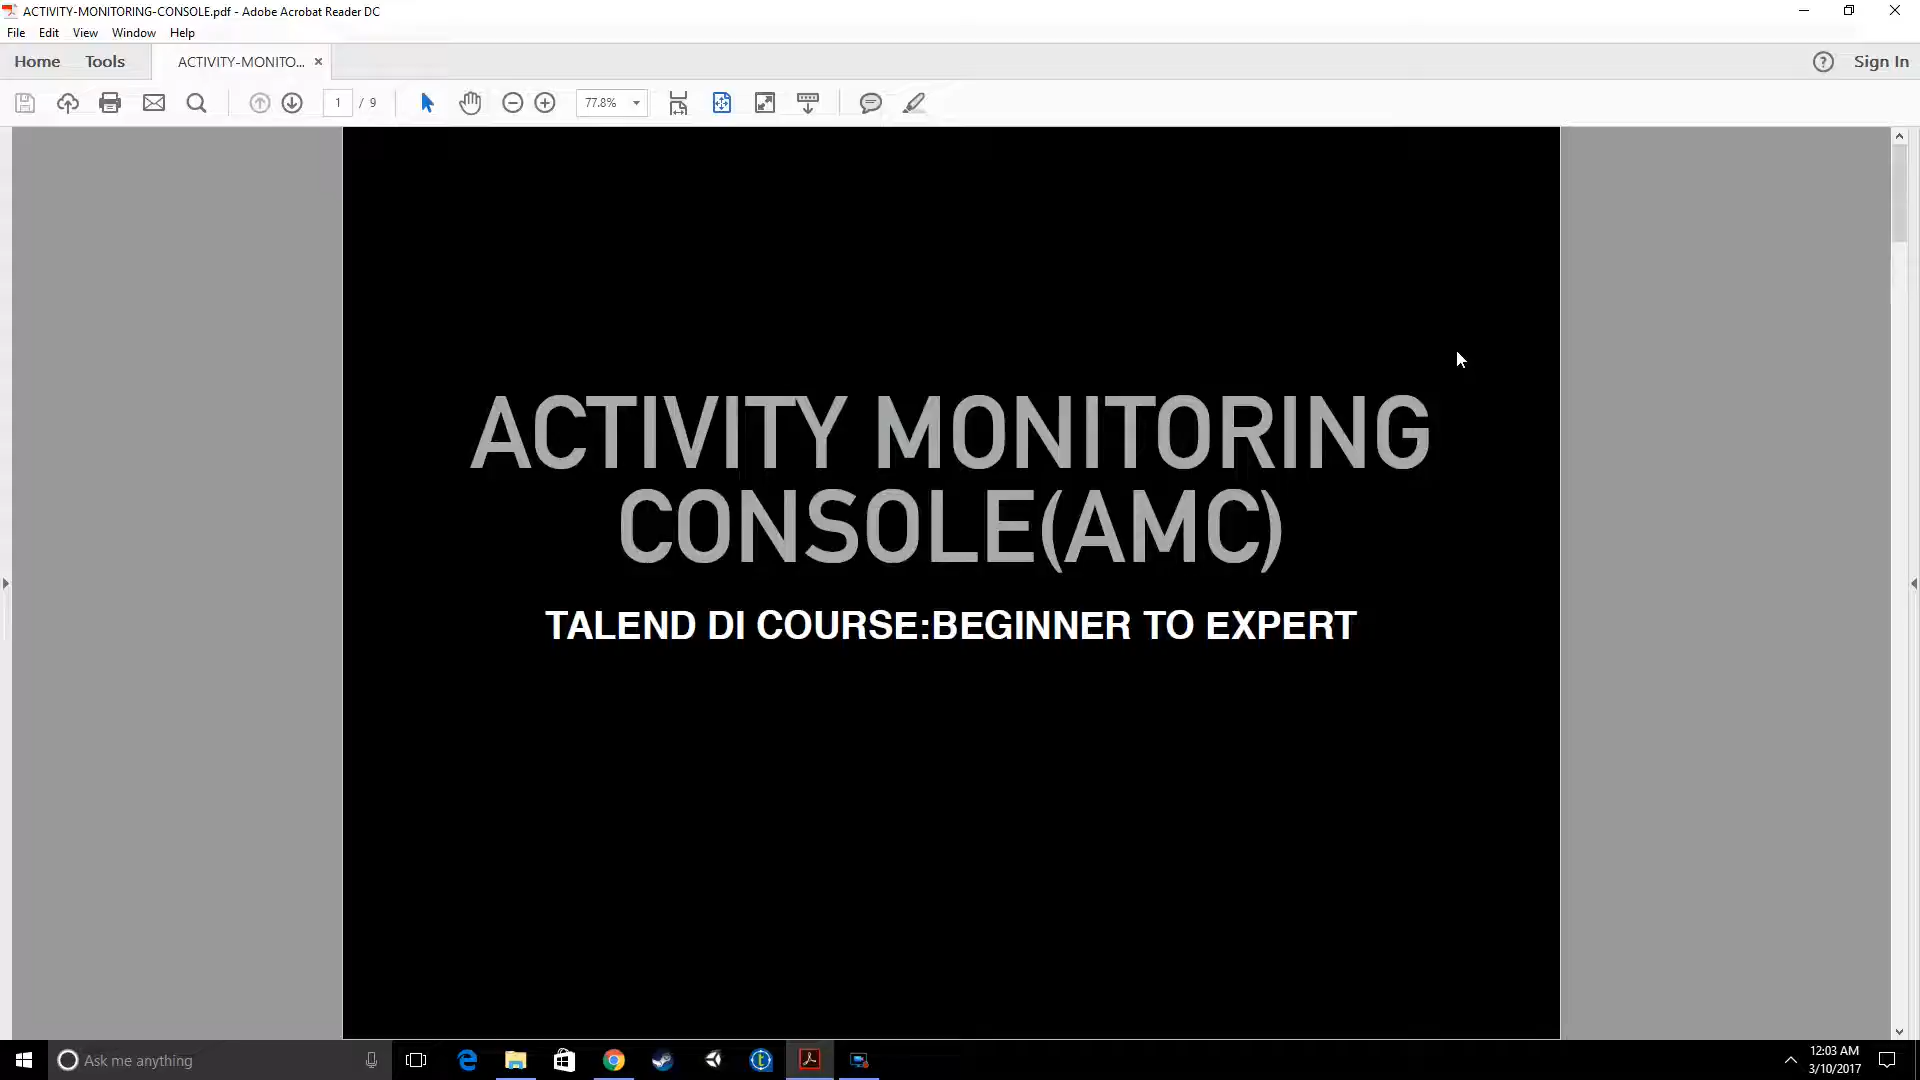 ACTIVITY-MONITORING-CONSOLE.pdf - Adobe Acrobat Reader DC
File Edit View Window Help
Home Tools ACTIVITY-MONITO... × Sign In
1 / 9 77.8%
ACTIVITY MONITORING
CONSOLE(AMC)
TALEND DI COURSE:BEGINNER TO EXPERT
Ask me anything
12:03 AM
3/10/2017